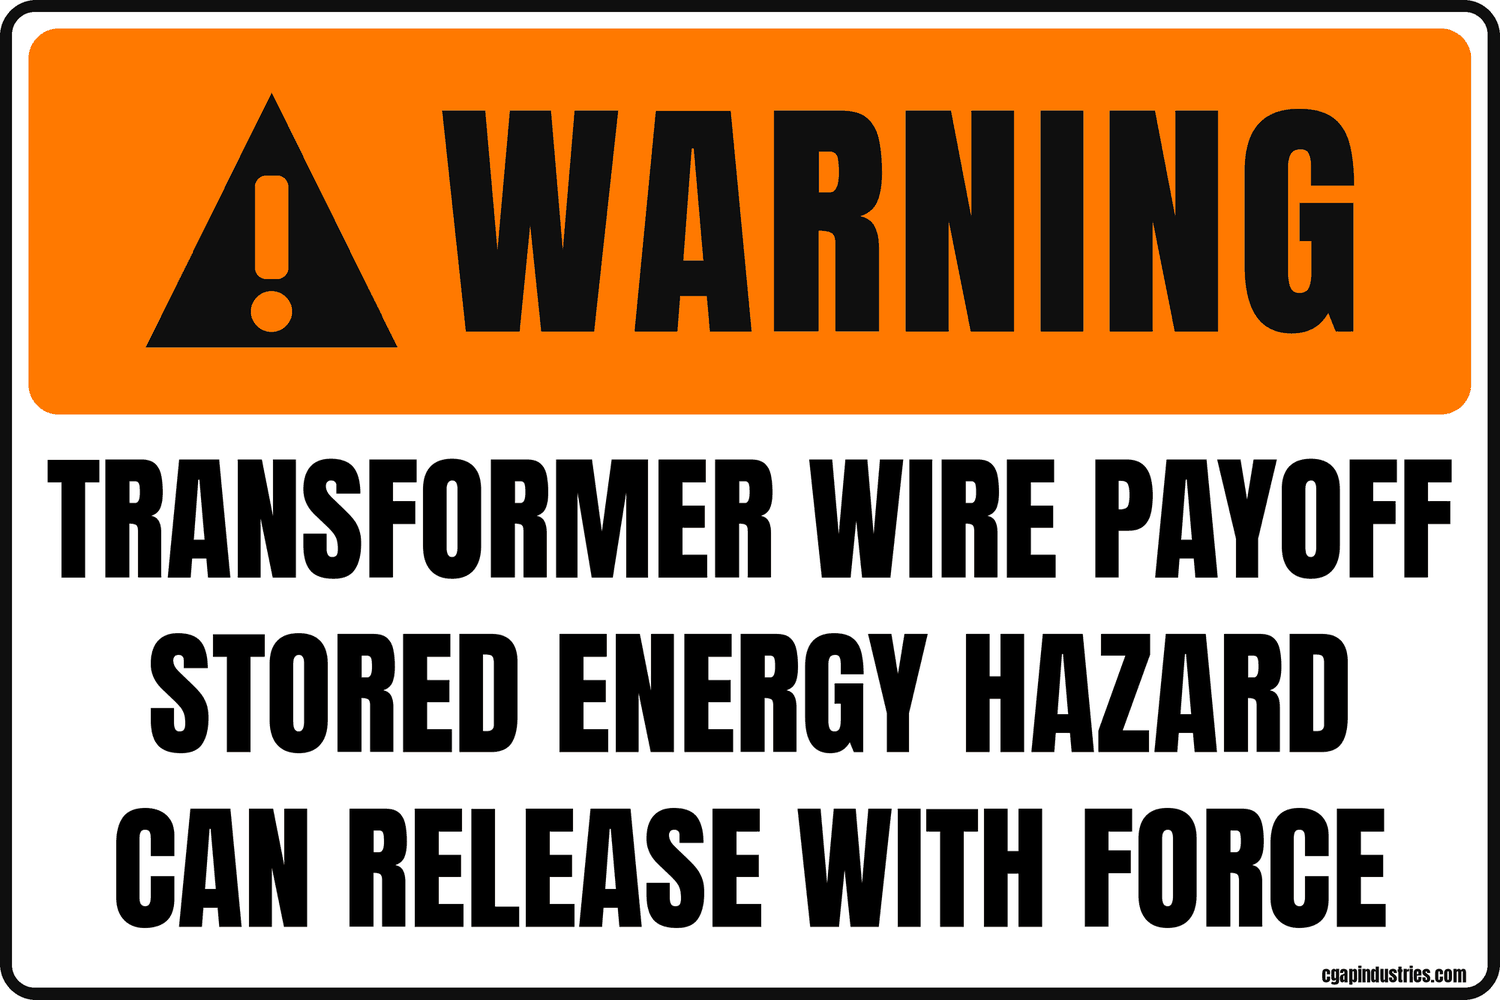 WARNING
TRANSFORMER WIRE PAYOFF
STORED ENERGY HAZARD
CAN RELEASE WITH FORCE
cgapindustries.com